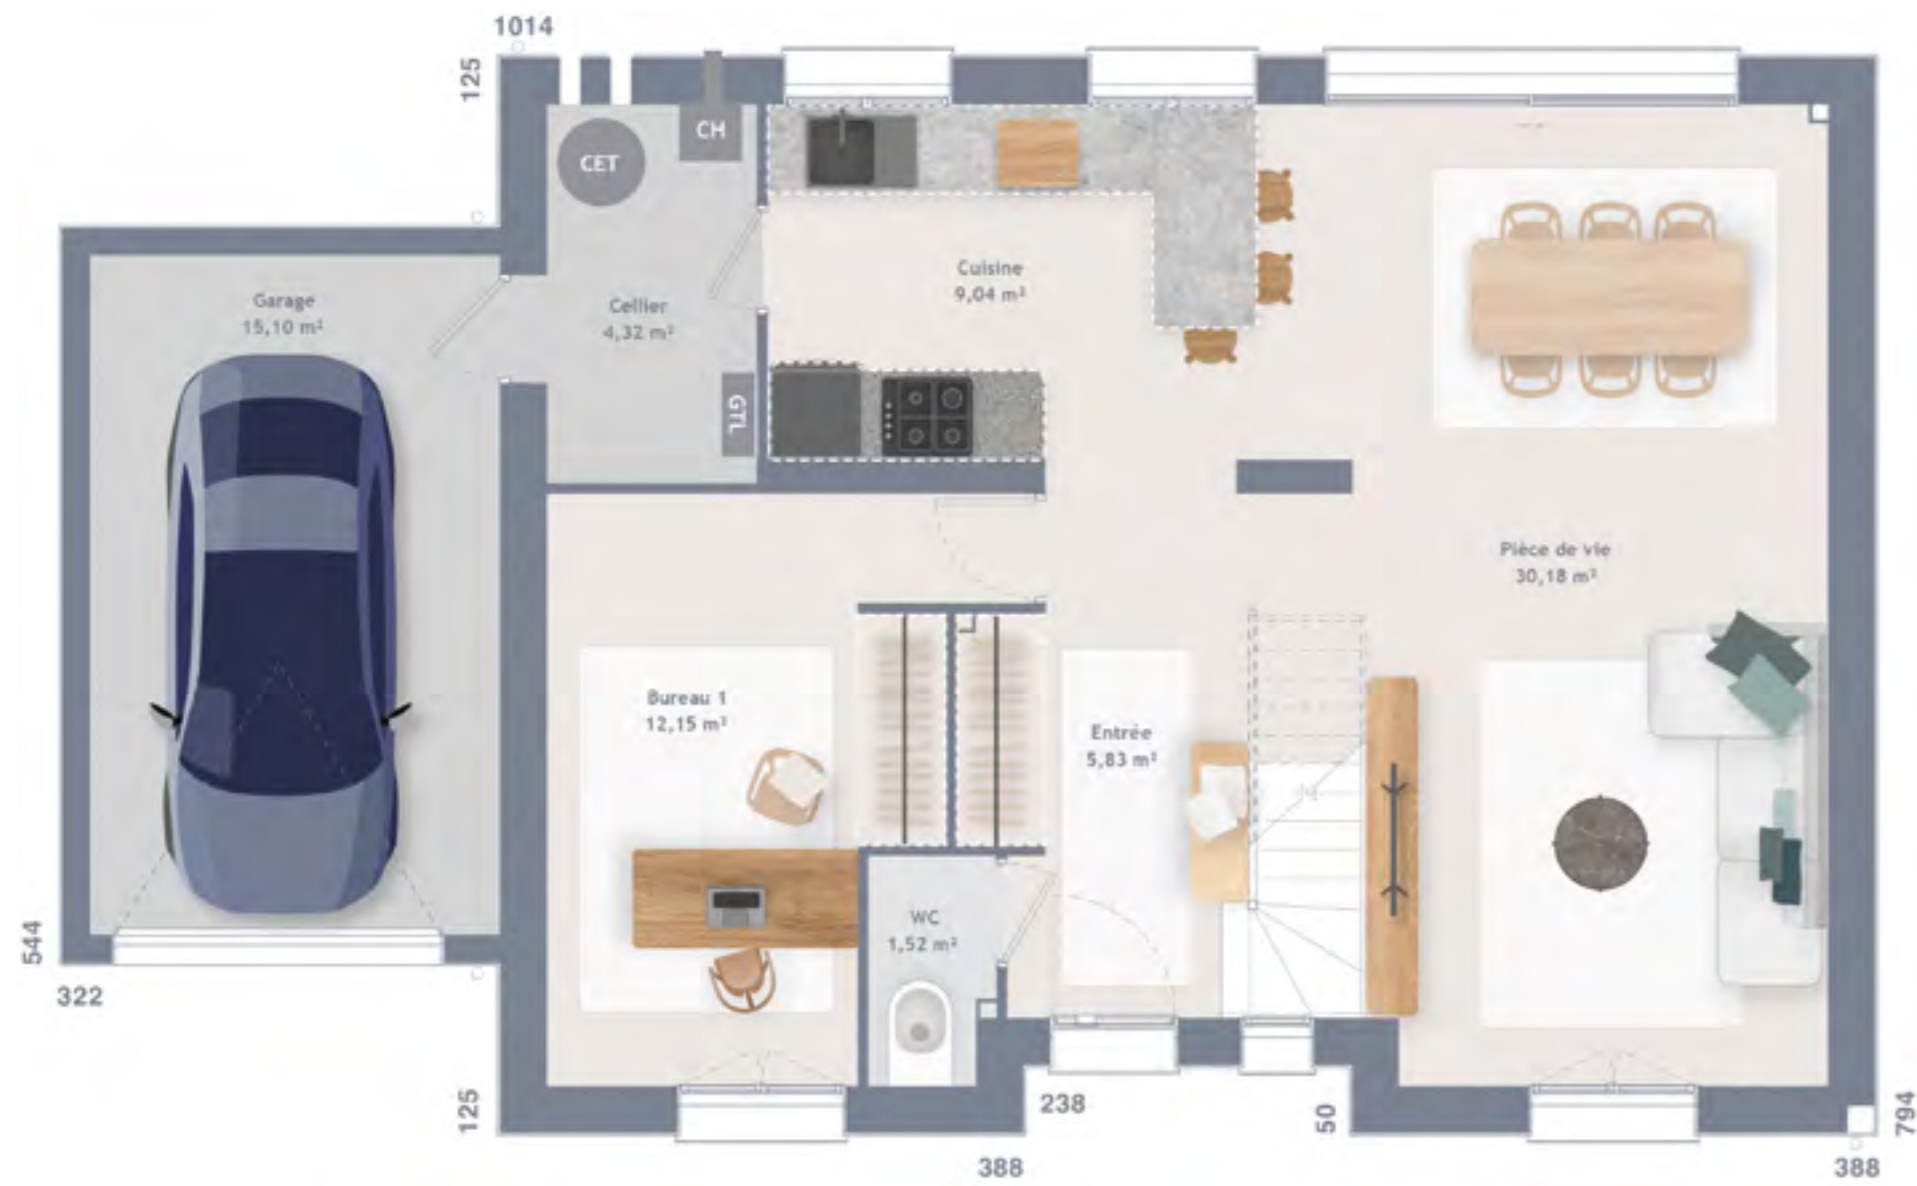 1014
125
CH
CET
Cuisine
9,04 m²
Garage
15,10 m²
Cellier
4,32 m²
GTL
Pièce de vie
30,18 m²
Bureau 1
12,15 m²
Entrée
5,83 m²
WC
1,52 m²
544
322
125
238
50
794
388
388